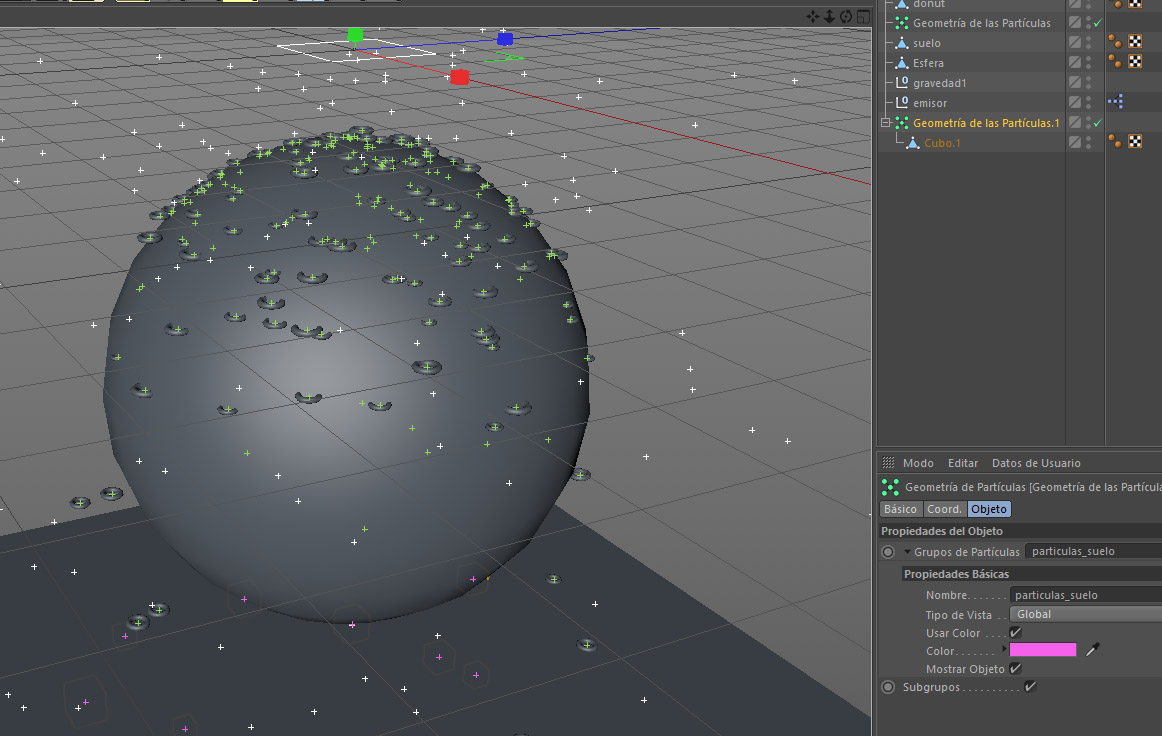 donut
Geometría de las Partículas
suelo
Esfera
gravedad1
emisor
Geometría de las Partículas.1
Cubo.1
Modo Editar Datos de Usuario
Geometría de Partículas [Geometría de las Partícula
Básico Coord. Objeto
Propiedades del Objeto
Grupos de Partículas particulas_suelo
Propiedades Básicas
Nombre. . . . . . . particulas_suelo
Tipo de Vista . . Global
Usar Color . . . .
Color. . . . . . .
Mostrar Objeto
Subgrupos . . . . . . . . . .